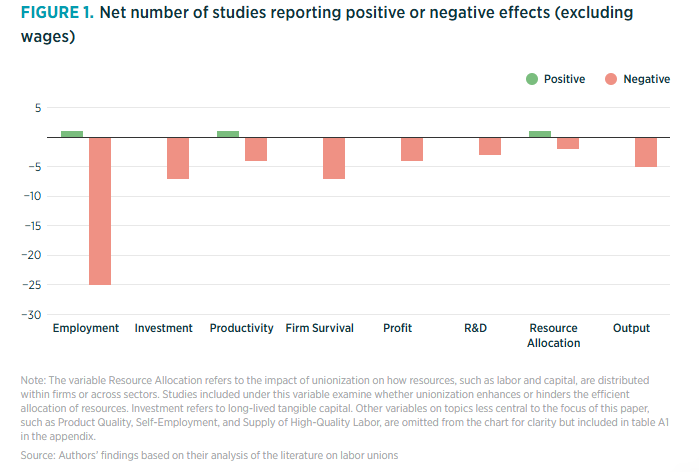 FIGURE 1. Net number of studies reporting positive or negative effects (excluding
wages)
Positive Negative
5
−5
−10
−15
−20
−25
−30
Employment Investment Productivity Firm Survival Profit R&D Resource Allocation Output
Note: The variable Resource Allocation refers to the impact of unionization on how resources, such as labor and capital, are distributed
within firms or across sectors. Studies included under this variable examine whether unionization enhances or hinders the efficient
allocation of resources. Investment refers to long-lived tangible capital. Other variables on topics less central to the focus of this paper,
such as Product Quality, Self-Employment, and Supply of High-Quality Labor, are omitted from the chart for clarity but included in table A1
in the appendix.
Source: Authors’ findings based on their analysis of the literature on labor unions